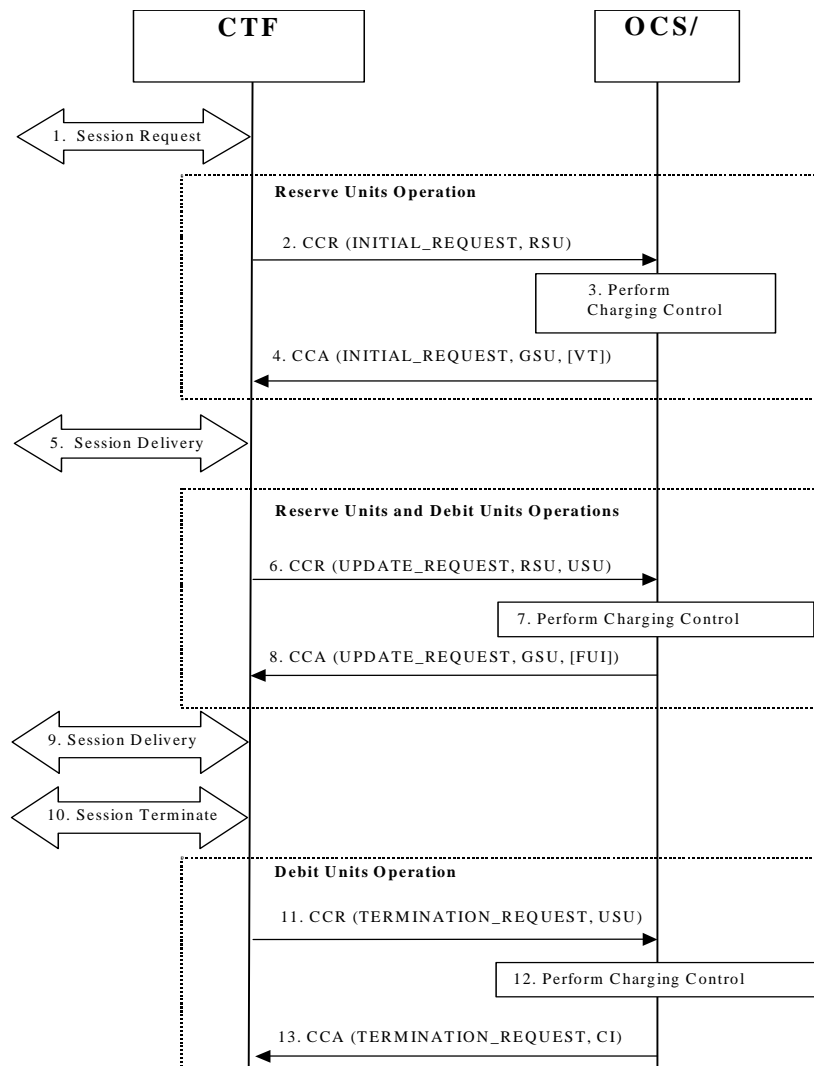 CTF
OCS/
1. Session Request
Reserve Units Operation
2. CCR (INITIAL_REQUEST, RSU)
3. Perform
Charging Control
4. CCA (INITIAL_REQUEST, GSU, [VT])
5. Session Delivery
Reserve Units and Debit Units Operations
6. CCR (UPDATE_REQUEST, RSU, USU)
7. Perform Charging Control
8. CCA (UPDATE_REQUEST, GSU, [FUI])
9. Session Delivery
10. Session Terminate
Debit Units Operation
11. CCR (TERMINATION_REQUEST, USU)
12. Perform Charging Control
13. CCA (TERMINATION_REQUEST, CI)